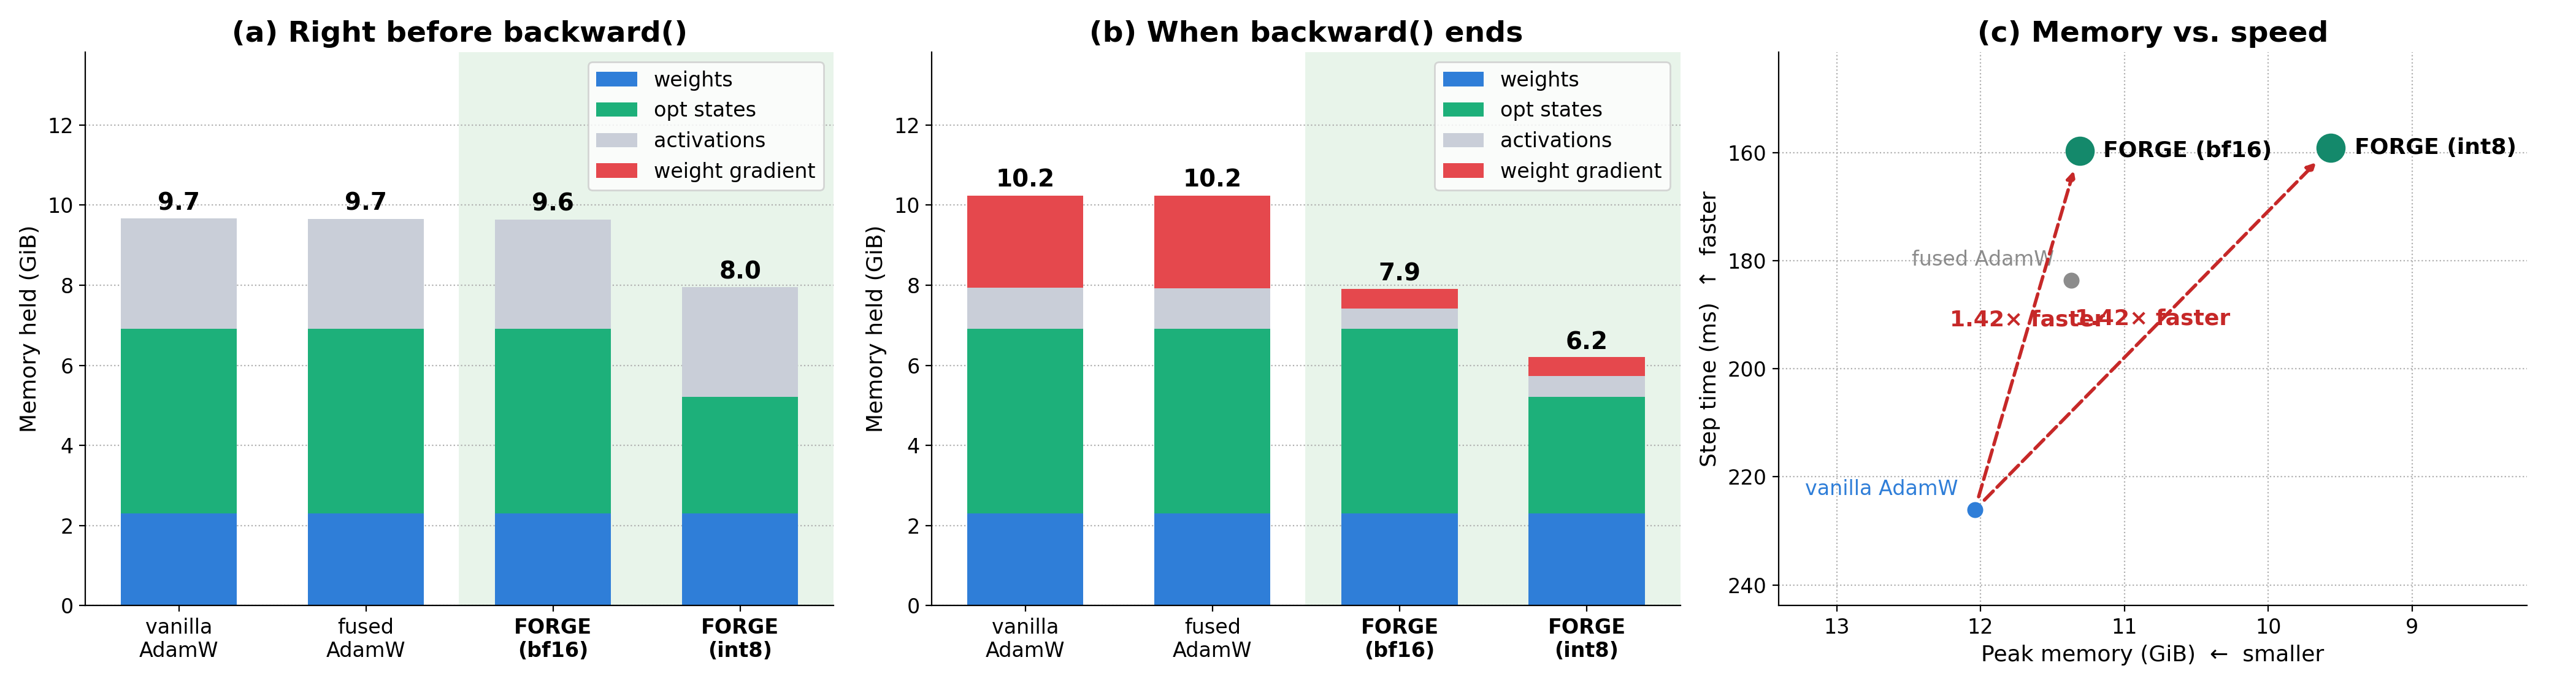 (a) Right before backward()
Memory held (GiB)
12
10
8
6
4
2
0
weights
opt states
activations
weight gradient
9.7
9.7
9.6
8.0
vanilla
AdamW
fused
AdamW
FORGE
(bf16)
FORGE
(int8)
(b) When backward() ends
Memory held (GiB)
12
10
8
6
4
2
0
weights
opt states
activations
weight gradient
10.2
10.2
7.9
6.2
vanilla
AdamW
fused
AdamW
FORGE
(bf16)
FORGE
(int8)
(c) Memory vs. speed
Step time (ms) ↑ faster
160
180
200
220
240
FORGE (bf16)
FORGE (int8)
fused AdamW
1.42× faster
1.42× faster
vanilla AdamW
13
12
11
10
9
Peak memory (GiB) ← smaller